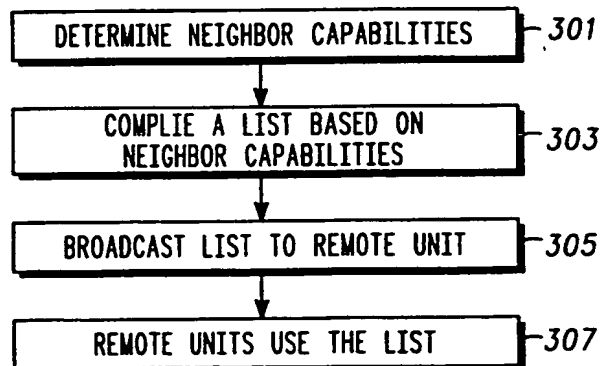 DETERMINE NEIGHBOR CAPABILITIES 301
COMPLIE A LIST BASED ON
NEIGHBOR CAPABILITIES 303
BROADCAST LIST TO REMOTE UNIT 305
REMOTE UNITS USE THE LIST 307